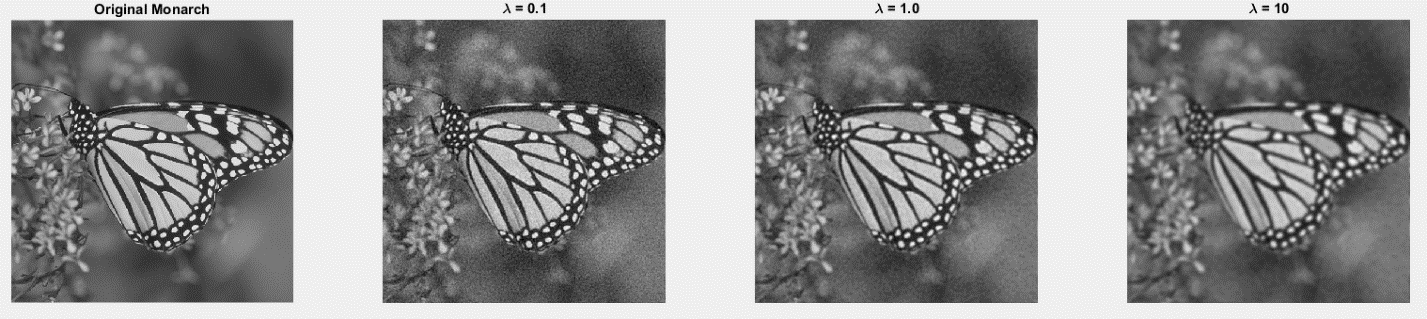 Original Monarch
λ = 0.1
λ = 1.0
λ = 10